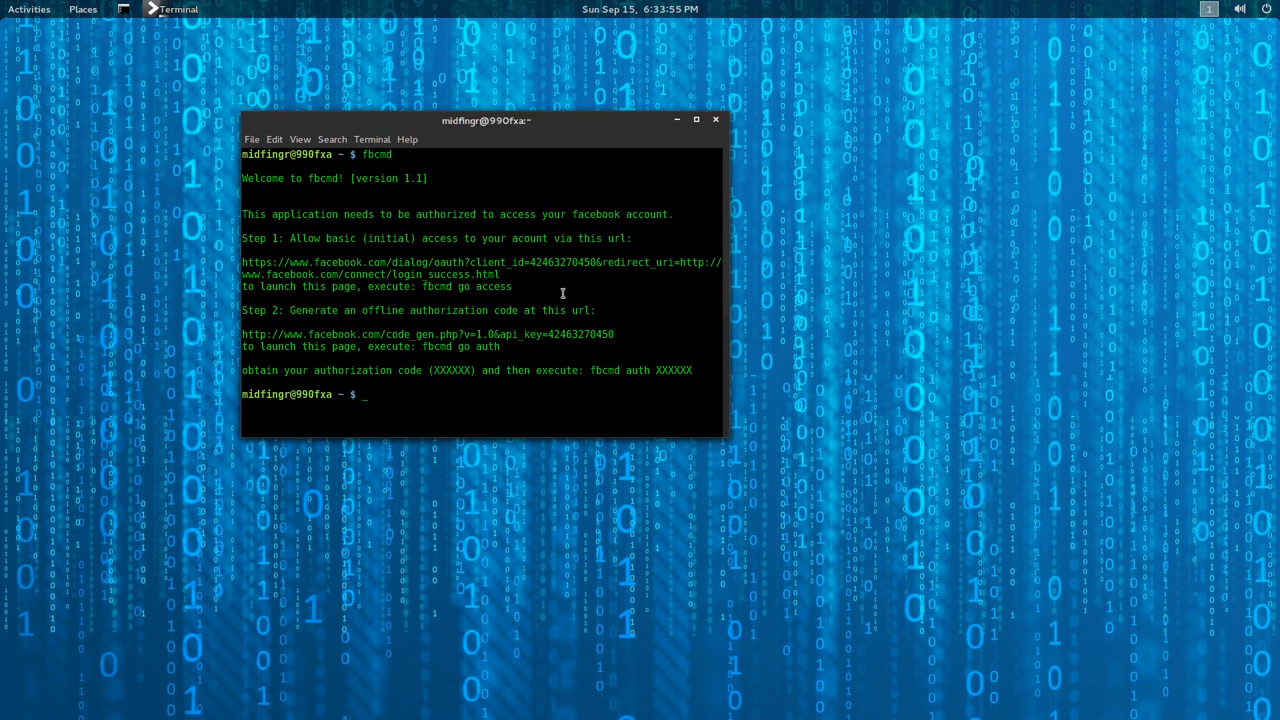 Activities Places Terminal Sun Sep 15, 6:33:55 PM 1
midfingr@990fxa:~
File Edit View Search Terminal Help
midfingr@990fxa ~ $ fbcmd
Welcome to fbcmd! [version 1.1]
This application needs to be authorized to access your facebook account.
Step 1: Allow basic (initial) access to your acount via this url:
https://www.facebook.com/dialog/oauth?client_id=42463270450&redirect_uri=http://
www.facebook.com/connect/login_success.html
to launch this page, execute: fbcmd go access
Step 2: Generate an offline authorization code at this url:
http://www.facebook.com/code_gen.php?v=1.0&api_key=42463270450
to launch this page, execute: fbcmd go auth
obtain your authorization code (XXXXXX) and then execute: fbcmd auth XXXXXX
midfingr@990fxa ~ $ _